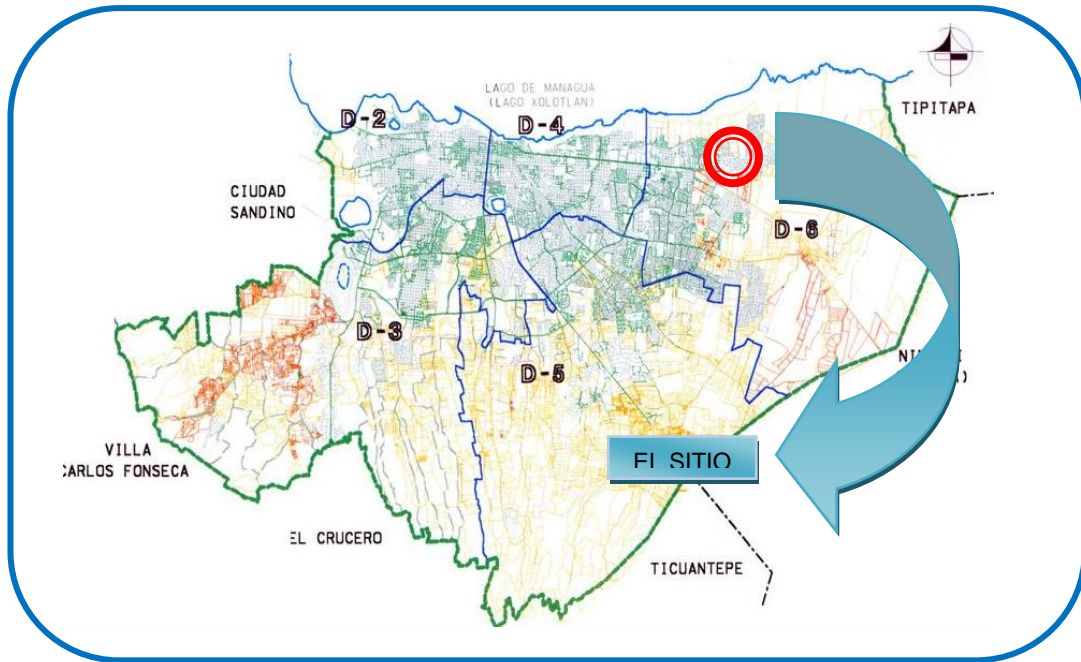 LAGO DE MANAGUA
(LAGO XOLOTLAN)
TIPITAPA
D-2
D-4
CIUDAD
SANDINO
D-6
D-3
D-5
VILLA
CARLOS FONSECA
EL SITIO
EL CRUCERO
TICUANTEPE